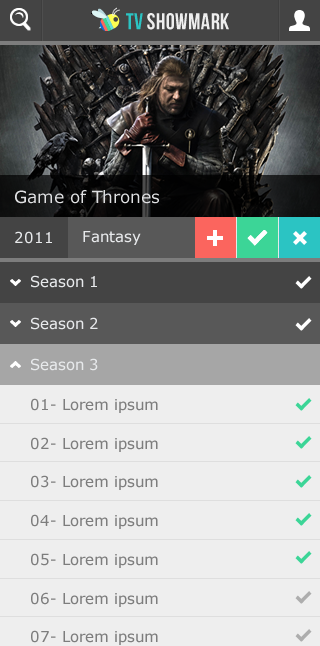 TV SHOWMARK
Game of Thrones
2011 Fantasy
Season 1
Season 2
Season 3
01- Lorem ipsum
02- Lorem ipsum
03- Lorem ipsum
04- Lorem ipsum
05- Lorem ipsum
06- Lorem ipsum
07- Lorem ipsum